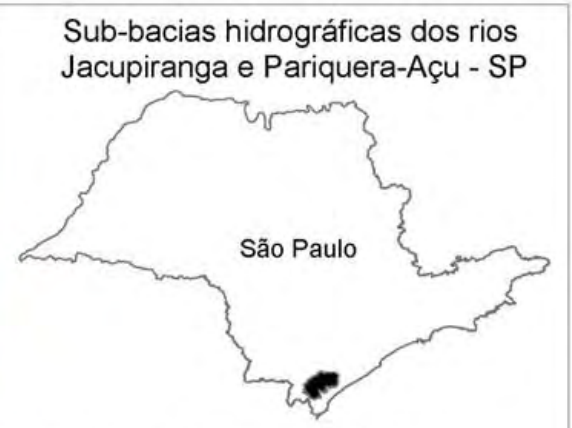 Sub-bacias hidrográficas dos rios
Jacupiranga e Pariquera-Açu - SP
São Paulo